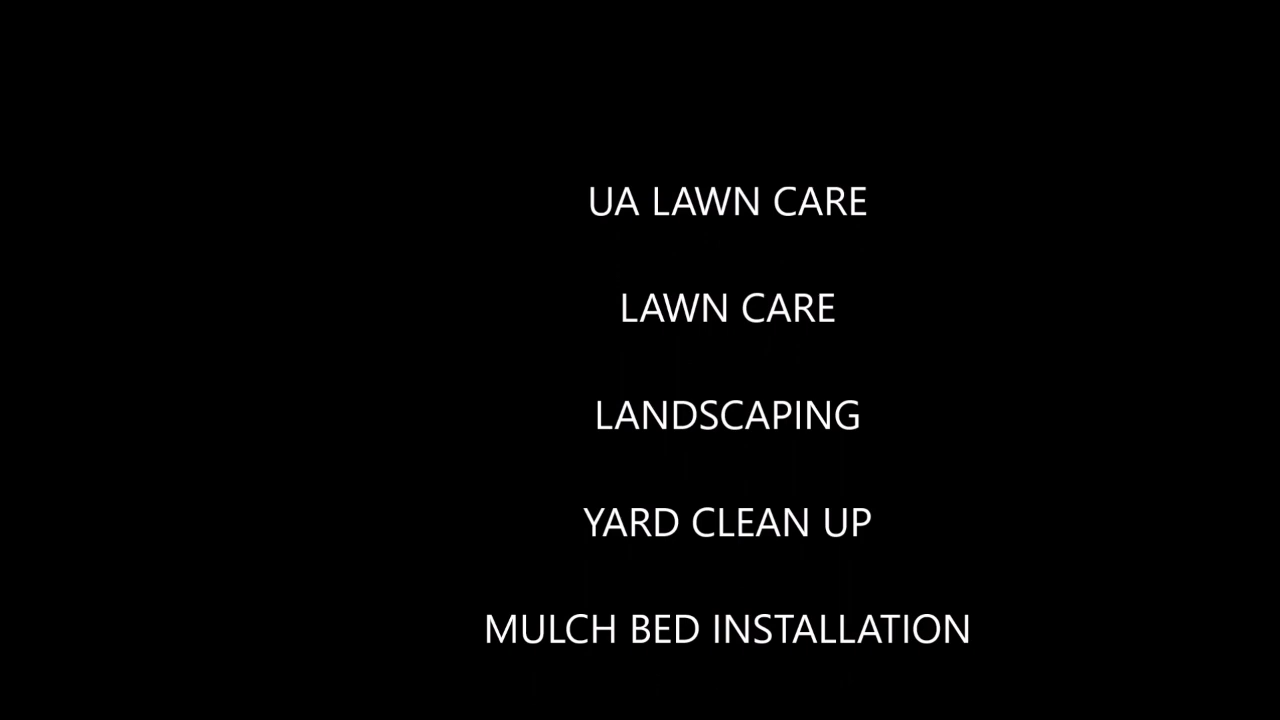 UA LAWN CARE
LAWN CARE
LANDSCAPING
YARD CLEAN UP
MULCH BED INSTALLATION